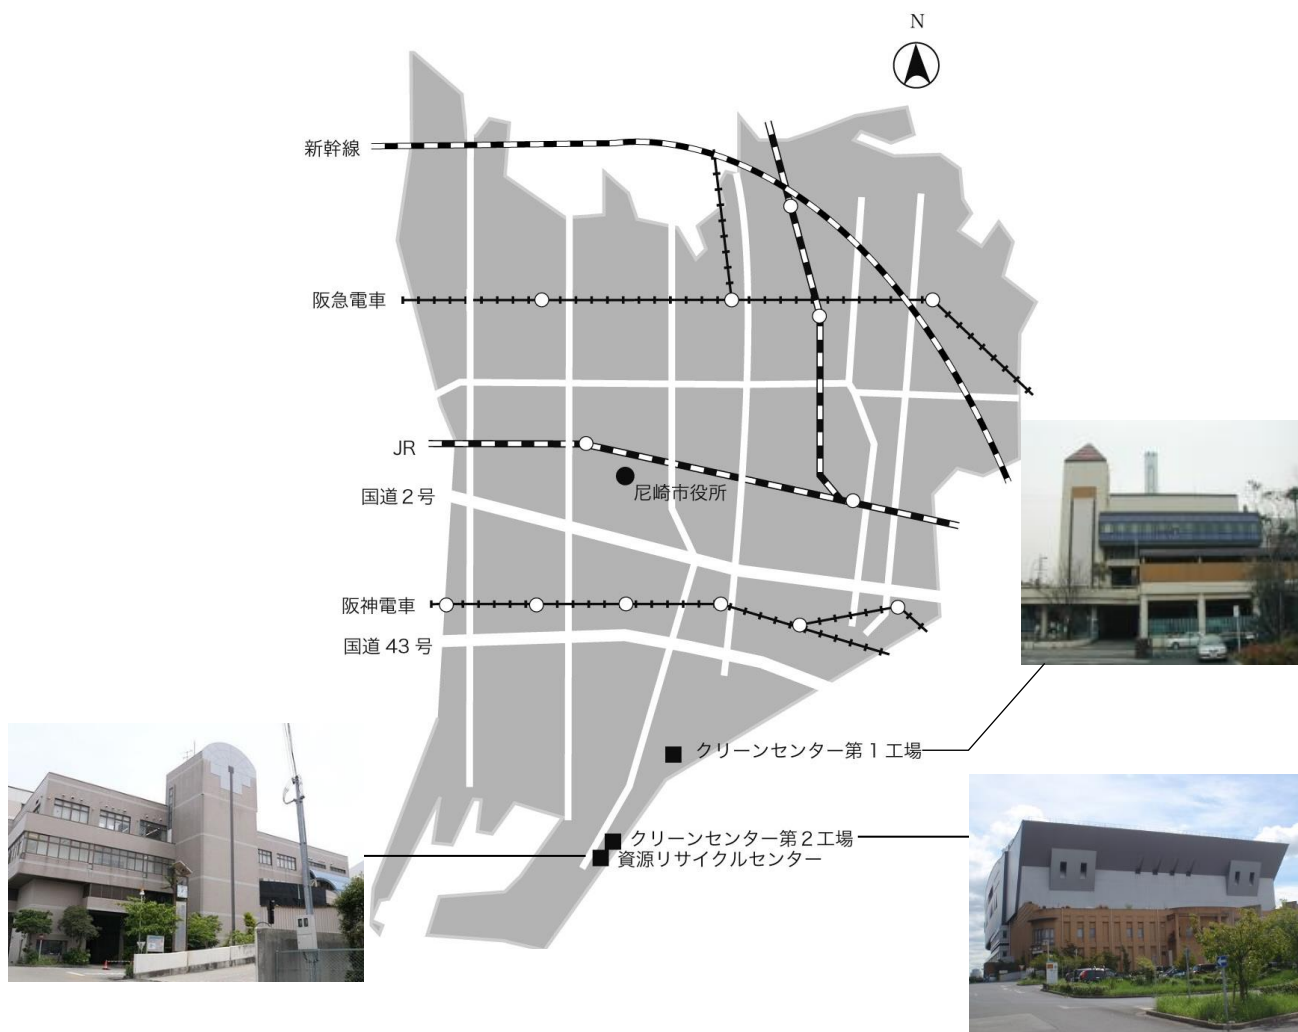 N
新幹線
阪急電車
JR
国道2号
尼崎市役所
阪神電車
国道 43 号
クリーンセンター第1工場
クリーンセンター第2工場
資源リサイクルセンター